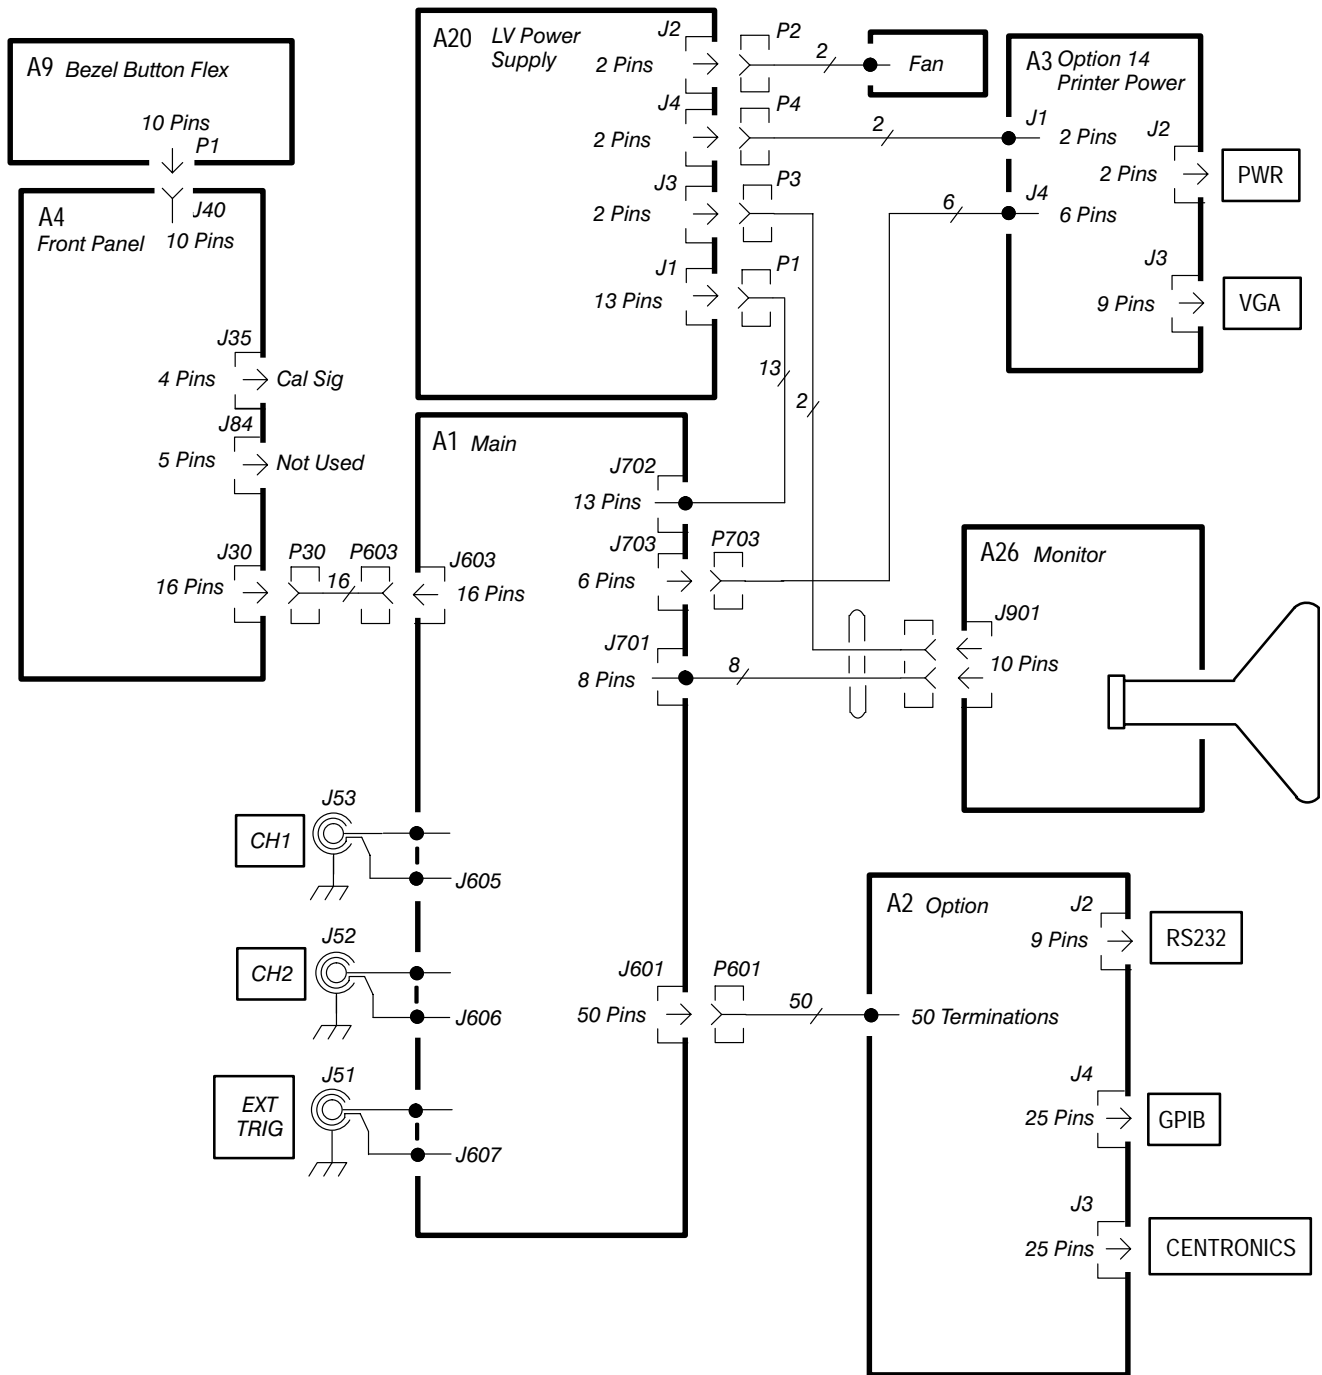 A9 Bezel Button Flex
10 Pins
P1
A4
Front Panel
J40
10 Pins
J35
4 Pins
Cal Sig
J84
5 Pins
Not Used
J30
16 Pins
P30
16
P603
A20 LV Power
Supply
J2
2 Pins
P2
2
Fan
J4
2 Pins
P4
2
J3
2 Pins
P3
J1
13 Pins
P1
13
2
6
A3 Option 14
Printer Power
J1
2 Pins
J2
2 Pins
PWR
J4
6 Pins
J3
9 Pins
VGA
A1 Main
J702
13 Pins
J703
6 Pins
P703
J603
16 Pins
J701
8 Pins
8
A26 Monitor
J901
10 Pins
CH1
J53
J605
CH2
J52
J606
EXT
TRIG
J51
J607
J601
50 Pins
P601
50
A2 Option
50 Terminations
J2
9 Pins
RS232
J4
25 Pins
GPIB
J3
25 Pins
CENTRONICS